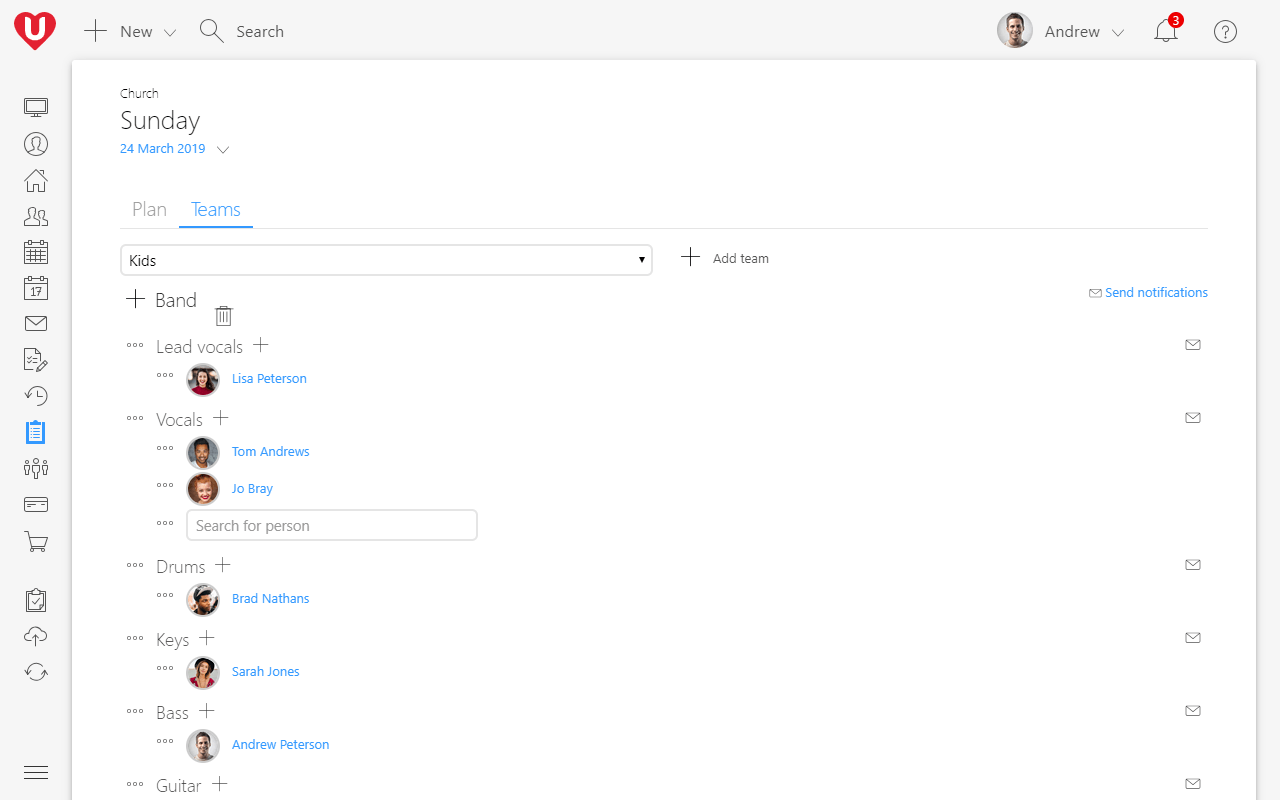 U
New
Search
Andrew
3
?
Church
Sunday
24 March 2019
Plan
Teams
Kids
Add team
Band
Send notifications
Lead vocals
Lisa Peterson
Vocals
Tom Andrews
Jo Bray
Search for person
Drums
Brad Nathans
Keys
Sarah Jones
Bass
Andrew Peterson
Guitar
17